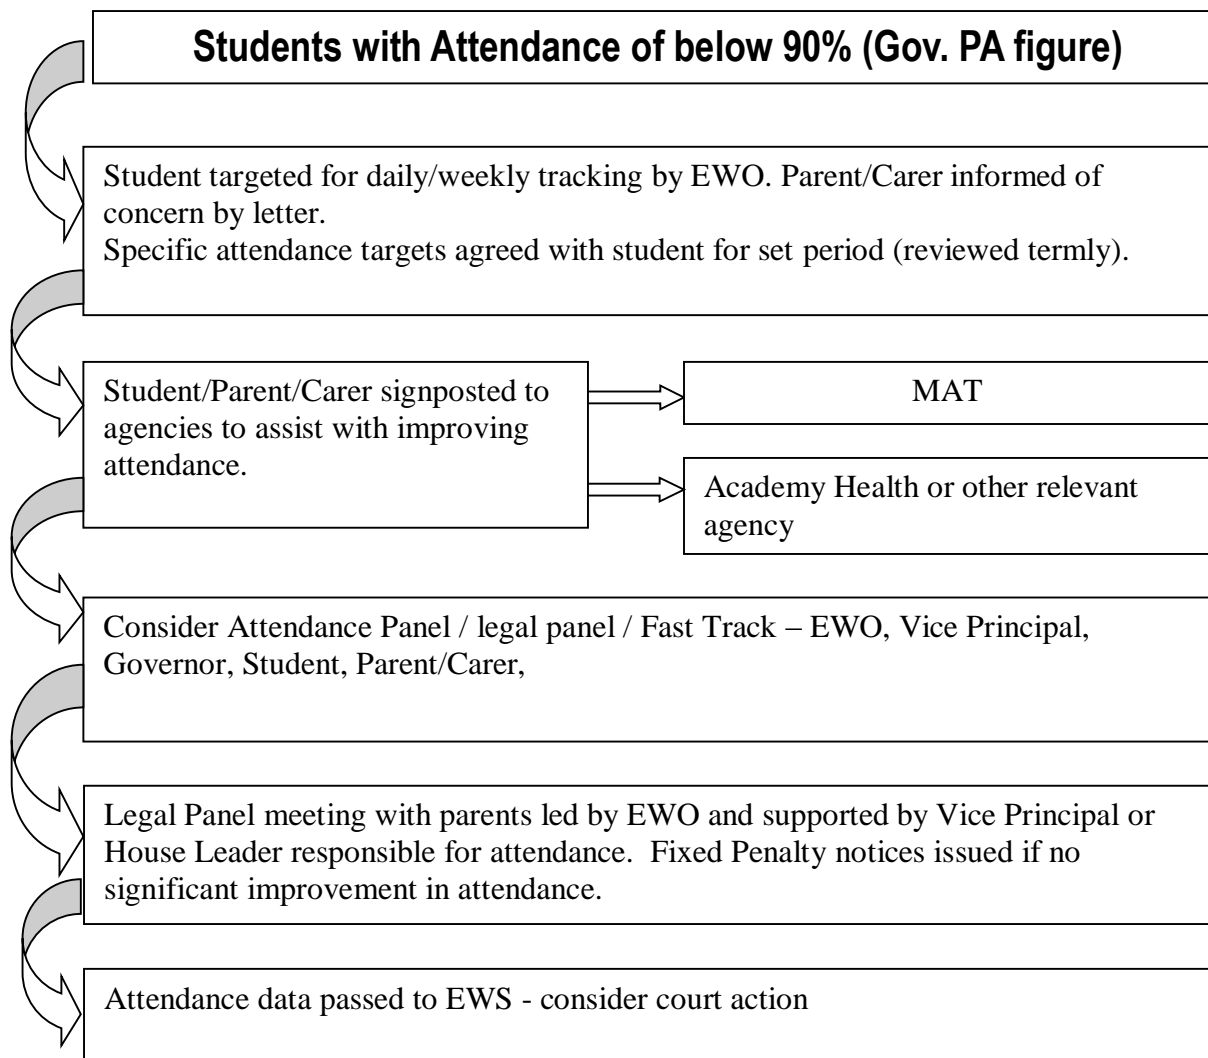 Students with Attendance of below 90% (Gov. PA figure)
Student targeted for daily/weekly tracking by EWO. Parent/Carer informed of
concern by letter.
Specific attendance targets agreed with student for set period (reviewed termly).
Student/Parent/Carer signposted to
agencies to assist with improving
attendance.
MAT
Academy Health or other relevant
agency
Consider Attendance Panel / legal panel / Fast Track – EWO, Vice Principal,
Governor, Student, Parent/Carer,
Legal Panel meeting with parents led by EWO and supported by Vice Principal or
House Leader responsible for attendance.  Fixed Penalty notices issued if no
significant improvement in attendance.
Attendance data passed to EWS - consider court action